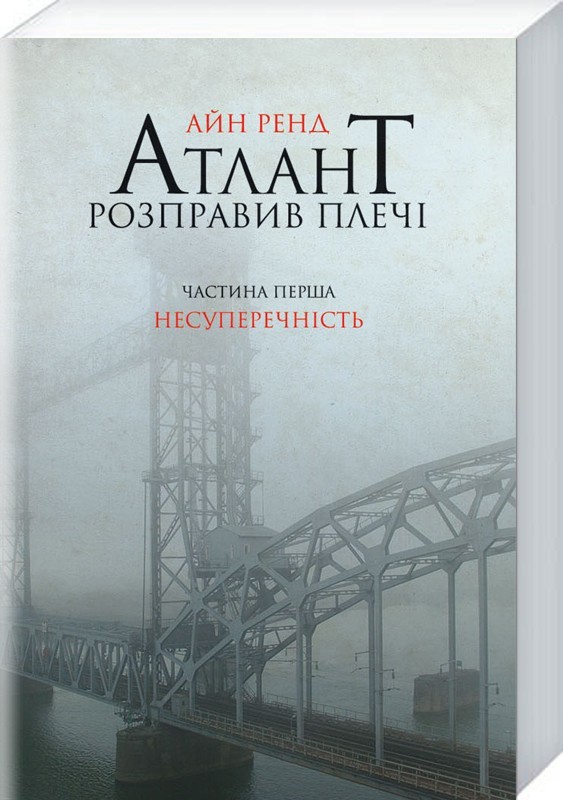 АЙН РЕНД
АТЛАНТ
РОЗПРАВИВ ПЛЕЧІ
ЧАСТИНА ПЕРША
НЕСУПЕРЕЧНІСТЬ